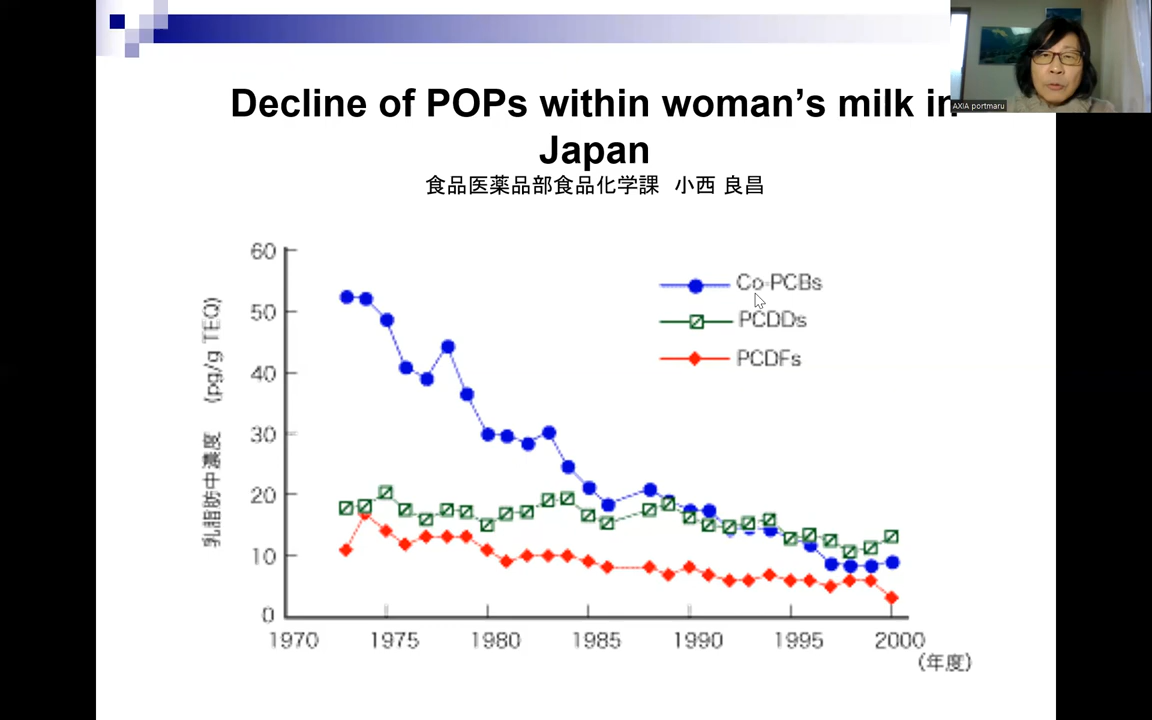 AXIA portmaru
Decline of POPs within woman's milk in
Japan
食品医薬品部食品化学課 小西 良昌
60
50
40
30
20
10
0
乳脂肪中濃度 (pg/g TEQ)
Co-PCBs
PCDDs
PCDFs
1970 1975 1980 1985 1990 1995 2000
(年度)